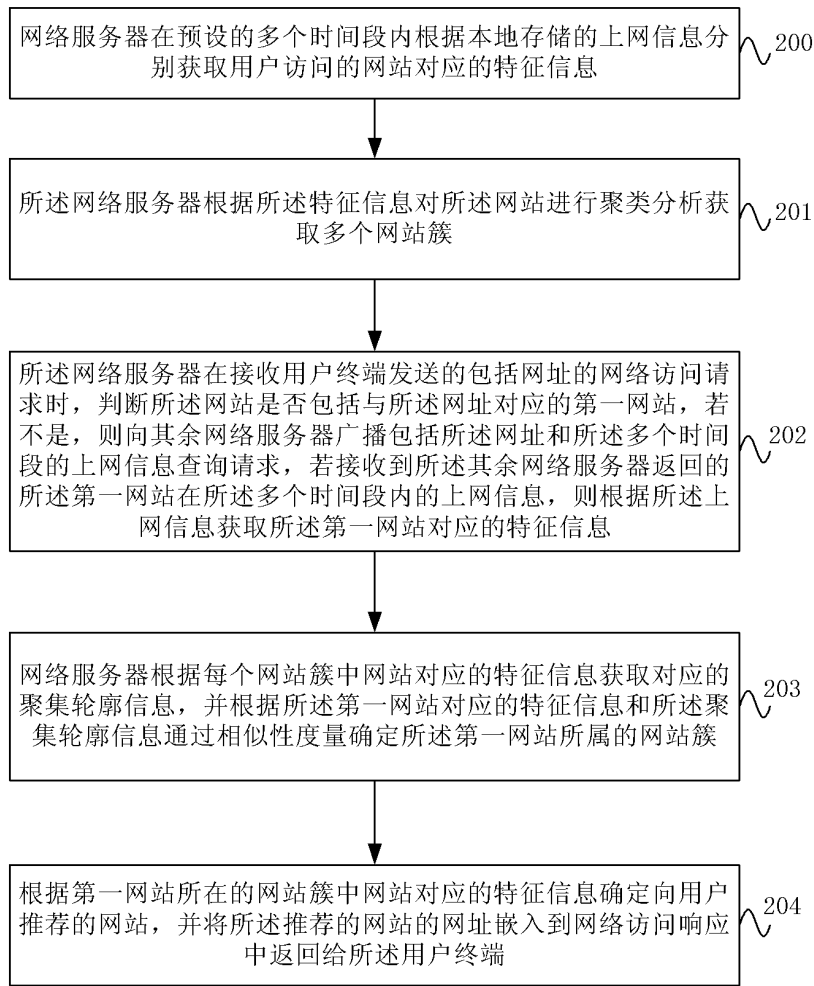 网络服务器在预设的多个时间段内根据本地存储的上网信息分
别获取用户访问的网站对应的特征信息
200
所述网络服务器根据所述特征信息对所述网站进行聚类分析获
取多个网站簇
201
所述网络服务器在接收用户终端发送的包括网址的网络访问请
求时，判断所述网站是否包括与所述网址对应的第一网站，若
不是，则向其余网络服务器广播包括所述网址和所述多个时间
段的上网信息查询请求，若接收到所述其余网络服务器返回的
所述第一网站在所述多个时间段内的上网信息，则根据所述上
网信息获取所述第一网站对应的特征信息
202
网络服务器根据每个网站簇中网站对应的特征信息获取对应的
聚集轮廓信息，并根据所述第一网站对应的特征信息和所述聚
集轮廓信息通过相似性度量确定所述第一网站所属的网站簇
203
根据第一网站所在的网站簇中网站对应的特征信息确定向用户
推荐的网站，并将所述推荐的网站的网址嵌入到网络访问响应
中返回给所述用户终端
204